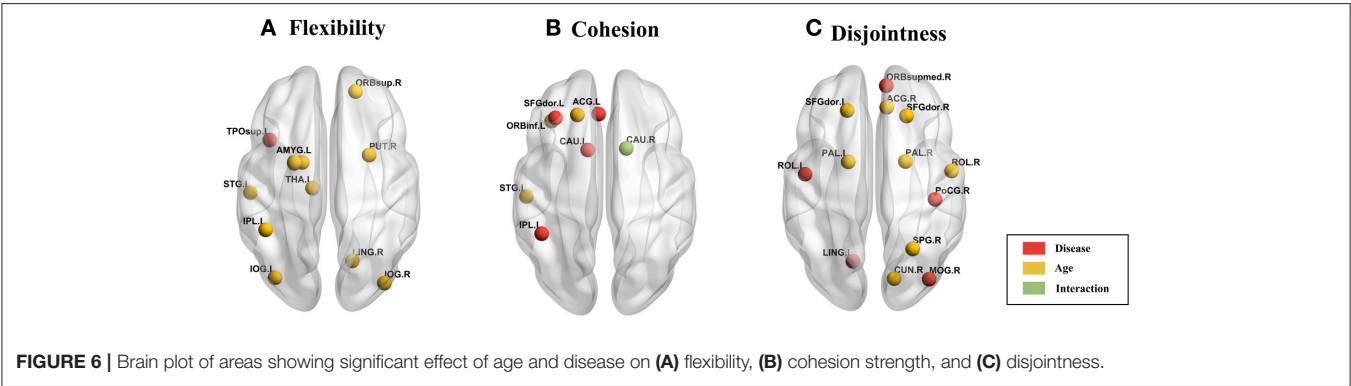 A Flexibility
B Cohesion
C Disjointness
ORBsup.R
TPOsup.L
AMYG.L
PUT.R
THA.L
STG.L
IPL.L
LING.R
IOG.L
IOG.R
SFGdor.L
ACG.L
ORBinf.L
CAU.L
CAU.R
STG.L
IPL.L
ORBsupmed.R
SFGdor.L
ACG.R
SFGdor.R
PAL.L
PAL.R
ROL.L
ROL.R
PoCG.R
SPG.R
LING.L
CUN.R
MOG.R
Disease
Age
Interaction
FIGURE 6 | Brain plot of areas showing significant effect of age and disease on (A) flexibility, (B) cohesion strength, and (C) disjointness.